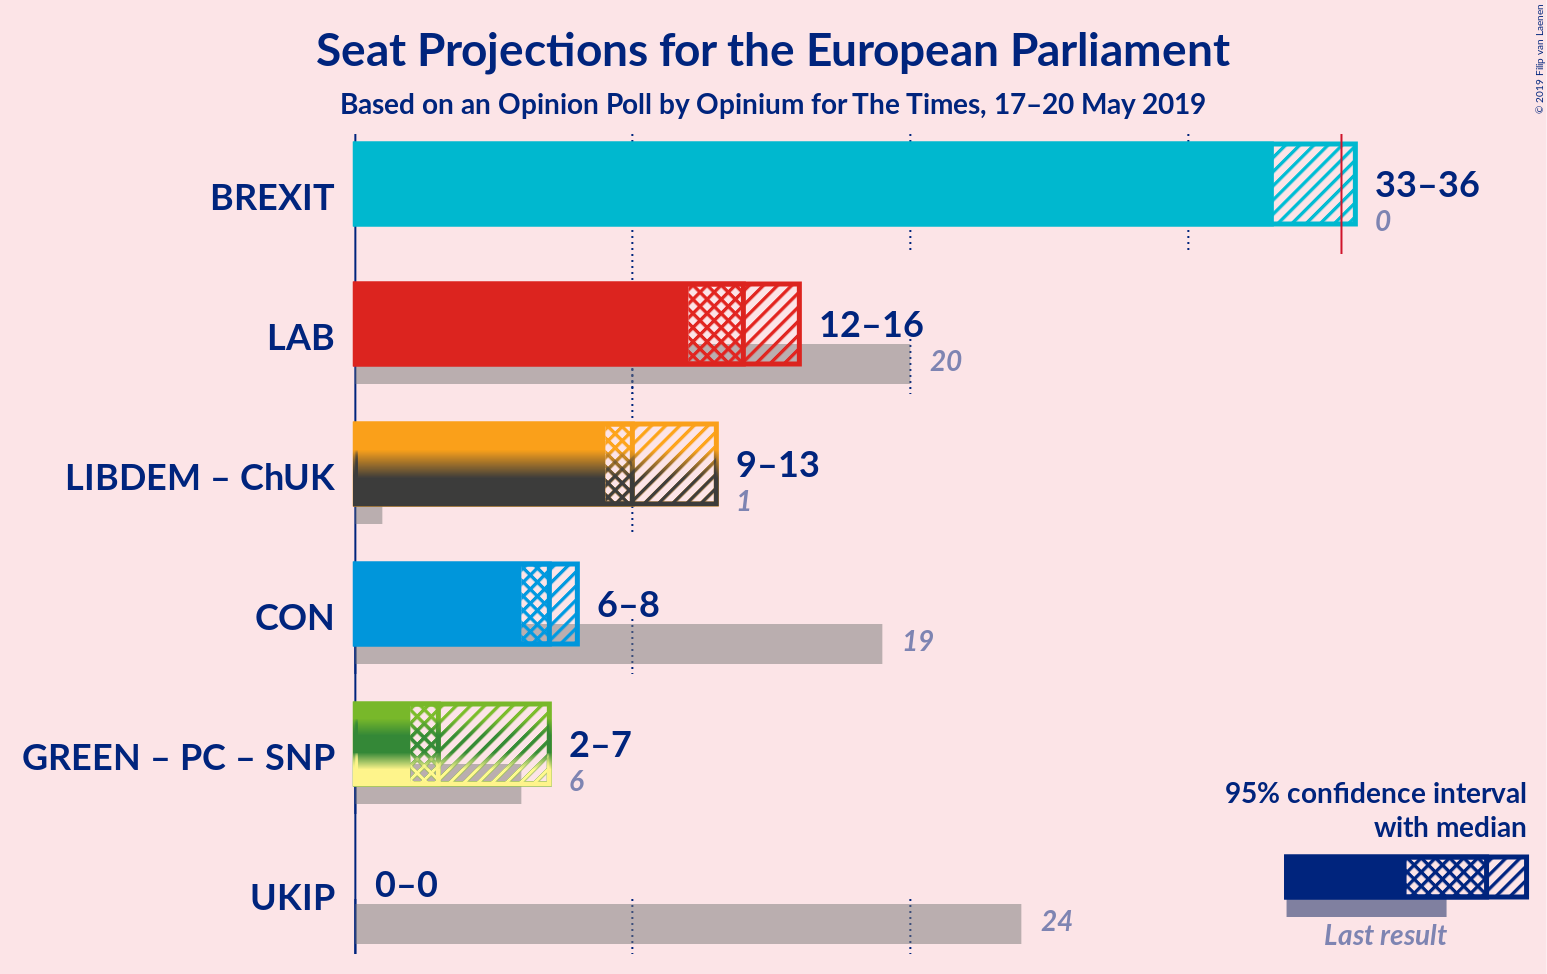 Seat Projections for the European Parliament
Based on an Opinion Poll by Opinium for The Times, 17–20 May 2019
© 2019 Filip van Laenen
BREXIT
33–36
0
LAB
12–16
20
LIBDEM – ChUK
9–13
1
CON
6–8
19
GREEN – PC – SNP
2–7
6
UKIP
0–0
24
95% confidence interval
with median
Last result